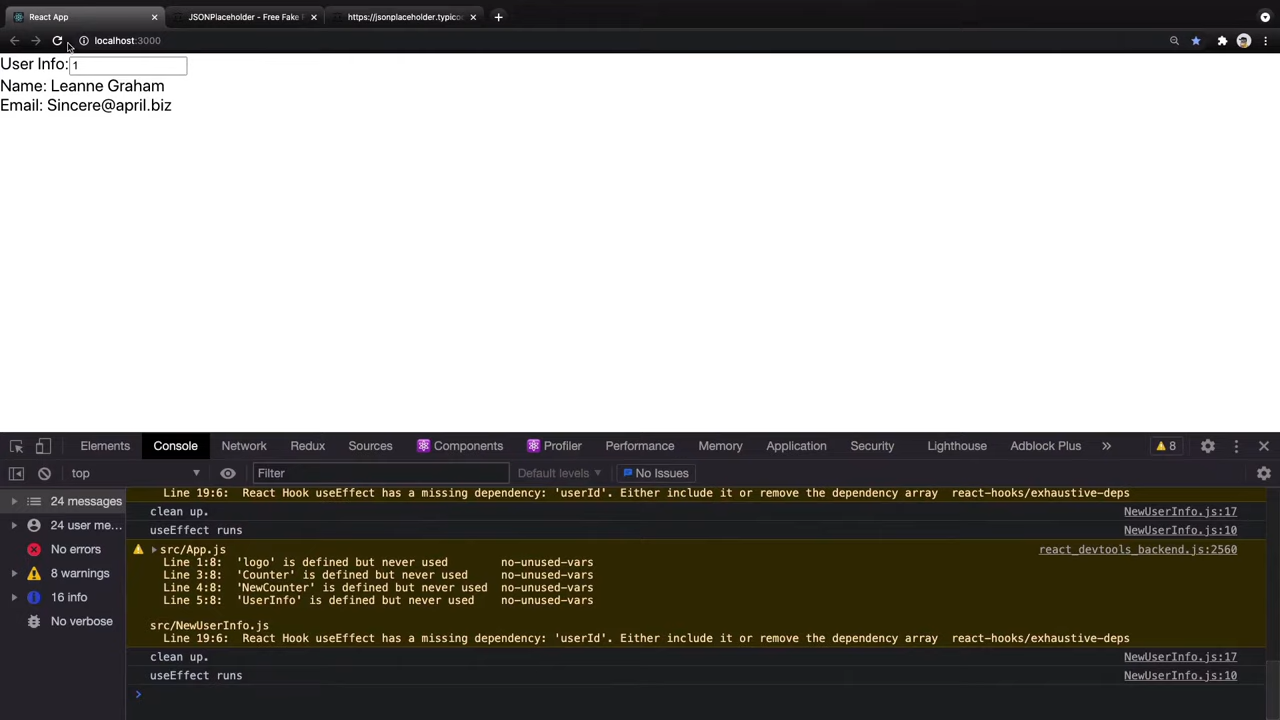 React App
JSONPlaceholder - Free Fake R
https://jsonplaceholder.typico
localhost:3000
User Info: 1
Name: Leanne Graham
Email: Sincere@april.biz
Elements Console Network Redux Sources Components Profiler Performance Memory Application Security Lighthouse Adblock Plus » 8
top Filter Default levels No Issues
24 messages
24 user me...
No errors
8 warnings
16 info
No verbose
Line 19:6: React Hook useEffect has a missing dependency: 'userId'. Either include it or remove the dependency array react-hooks/exhaustive-deps
clean up. NewUserInfo.js:17
useEffect runs NewUserInfo.js:10
src/App.js react_devtools_backend.js:2560
Line 1:8: 'logo' is defined but never used no-unused-vars
Line 3:8: 'Counter' is defined but never used no-unused-vars
Line 4:8: 'NewCounter' is defined but never used no-unused-vars
Line 5:8: 'UserInfo' is defined but never used no-unused-vars
src/NewUserInfo.js
Line 19:6: React Hook useEffect has a missing dependency: 'userId'. Either include it or remove the dependency array react-hooks/exhaustive-deps
clean up. NewUserInfo.js:17
useEffect runs NewUserInfo.js:10